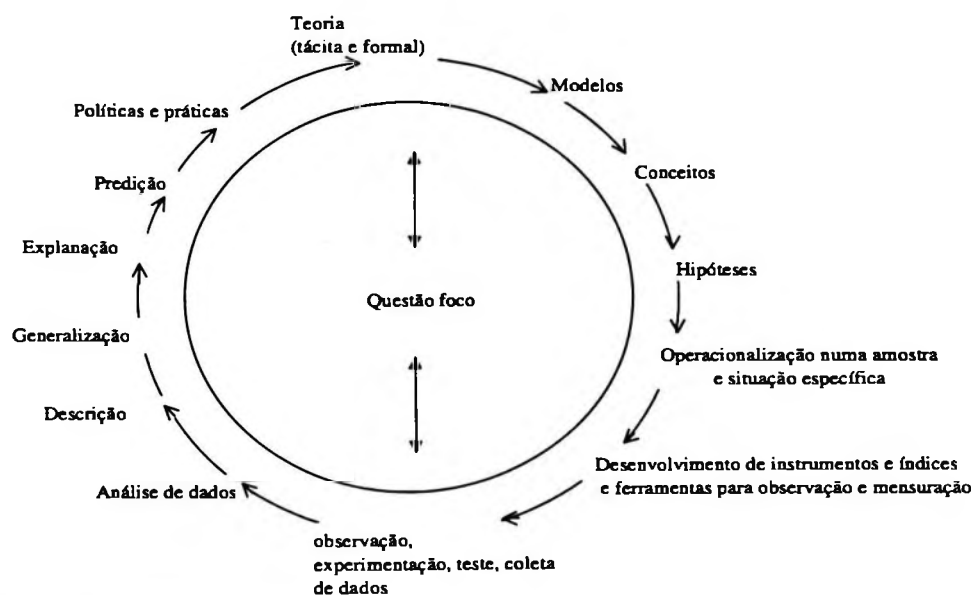 Teoria
(tácita e formal)
Modelos
Conceitos
Hipóteses
Operacionalização numa amostra
e situação específica
Desenvolvimento de instrumentos e índices
e ferramentas para observação e mensuração
observação,
experimentação, teste, coleta
de dados
Análise de dados
Descrição
Generalização
Explanação
Predição
Políticas e práticas
Questão foco